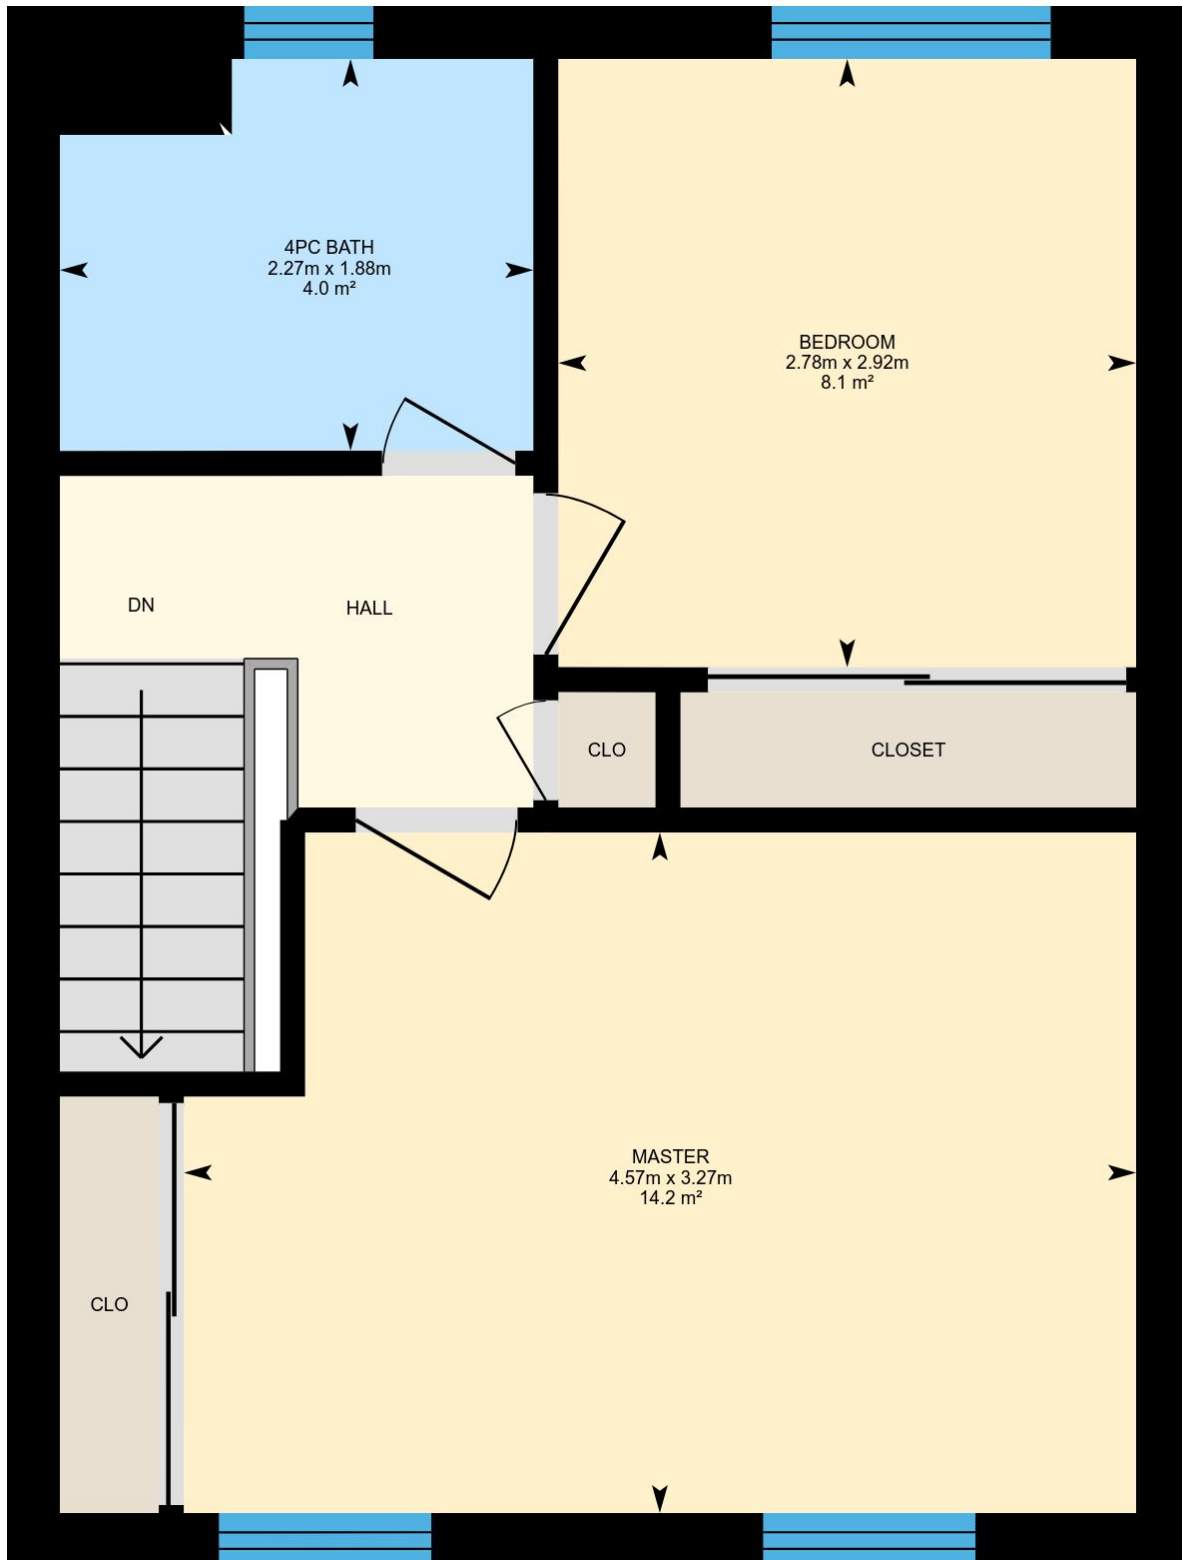 4PC BATH
2.27m x 1.88m
4.0 m²
BEDROOM
2.78m x 2.92m
8.1 m²
DN
HALL
CLO
CLOSET
MASTER
4.57m x 3.27m
14.2 m²
CLO